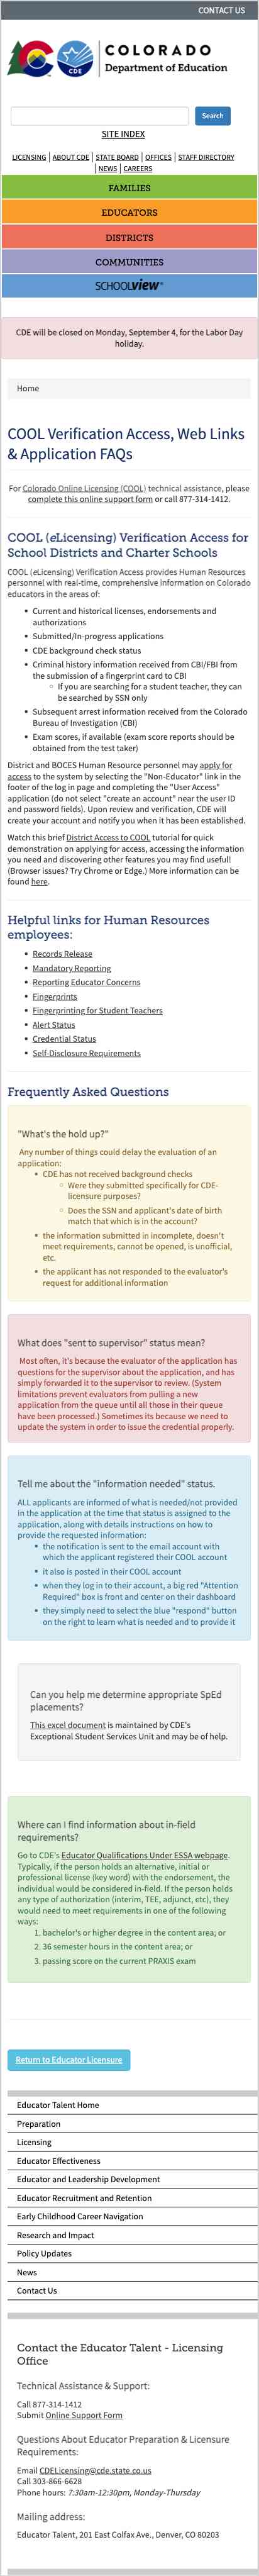 CONTACT US
COLORADO
Department of Education
CDE
Search
SITE INDEX
LICENSING | ABOUT CDE | STATE BOARD | OFFICES | STAFF DIRECTORY
| NEWS | CAREERS
FAMILIES
EDUCATORS
DISTRICTS
COMMUNITIES
SCHOOLVIEW®
CDE will be closed on Monday, September 4, for the Labor Day
holiday.
Home
COOL Verification Access, Web Links
& Application FAQs
For Colorado Online Licensing (COOL) technical assistance, please
complete this online support form or call 877-314-1412.
COOL (eLicensing) Verification Access for
School Districts and Charter Schools
COOL (eLicensing) Verification Access provides Human Resources
personnel with real-time, comprehensive information on Colorado
educators in the areas of:
• Current and historical licenses, endorsements and
authorizations
• Submitted/In-progress applications
• CDE background check status
• Criminal history information received from CBI/FBI from
the submission of a fingerprint card to CBI
◦ If you are searching for a student teacher, they can
be searched by SSN only
• Subsequent arrest information received from the Colorado
Bureau of Investigation (CBI)
• Exam scores, if available (exam score reports should be
obtained from the test taker)
District and BOCES Human Resource personnel may apply for
access to the system by selecting the "Non-Educator" link in the
footer of the log in page and completing the "User Access"
application (do not select "create an account" near the user ID
and password fields). Upon review and verification, CDE will
create your account and notify you when it has been established.
Watch this brief District Access to COOL tutorial for quick
demonstration on applying for access, accessing the information
you need and discovering other features you may find useful!
(Browser issues? Try Chrome or Edge.) More information can be
found here.
Helpful links for Human Resources
employees:
• Records Release
• Mandatory Reporting
• Reporting Educator Concerns
• Fingerprints
• Fingerprinting for Student Teachers
• Alert Status
• Credential Status
• Self-Disclosure Requirements
Frequently Asked Questions
"What's the hold up?"
Any number of things could delay the evaluation of an
application:
• CDE has not received background checks
◦ Were they submitted specifically for CDE-
licensure purposes?
◦ Does the SSN and applicant's date of birth
match that which is in the account?
• the information submitted in incomplete, doesn't
meet requirements, cannot be opened, is unofficial,
etc.
• the applicant has not responded to the evaluator's
request for additional information
What does "sent to supervisor" status mean?
Most often, it's because the evaluator of the application has
questions for the supervisor about the application, and has
simply forwarded it to the supervisor to review. (System
limitations prevent evaluators from pulling a new
application from the queue until all those in their queue
have been processed.) Sometimes its because we need to
update the system in order to issue the credential properly.
Tell me about the "information needed" status.
ALL applicants are informed of what is needed/not provided
in the application at the time that status is assigned to the
application, along with details instructions on how to
provide the requested information:
• the notification is sent to the email account with
which the applicant registered their COOL account
• it also is posted in their COOL account
• when they log in to their account, a big red "Attention
Required" box is front and center on their dashboard
• they simply need to select the blue "respond" button
on the right to learn what is needed and to provide it
Can you help me determine appropriate SpEd
placements?
This excel document is maintained by CDE's
Exceptional Student Services Unit and may be of help.
Where can I find information about in-field
requirements?
Go to CDE's Educator Qualifications Under ESSA webpage.
Typically, if the person holds an alternative, initial or
professional license (key word) with the endorsement, the
individual would be considered in-field. If the person holds
any type of authorization (interim, TEE, adjunct, etc), they
would need to meet requirements in one of the following
ways:
1. bachelor's or higher degree in the content area; or
2. 36 semester hours in the content area; or
3. passing score on the current PRAXIS exam
Return to Educator Licensure
Educator Talent Home
Preparation
Licensing
Educator Effectiveness
Educator and Leadership Development
Educator Recruitment and Retention
Early Childhood Career Navigation
Research and Impact
Policy Updates
News
Contact Us
Contact the Educator Talent - Licensing
Office
Technical Assistance & Support:
Call 877-314-1412
Submit Online Support Form
Questions About Educator Preparation & Licensure
Requirements:
Email CDELicensing@cde.state.co.us
Call 303-866-6628
Phone hours: 7:30am-12:30pm, Monday-Thursday
Mailing address:
Educator Talent, 201 East Colfax Ave., Denver, CO 80203